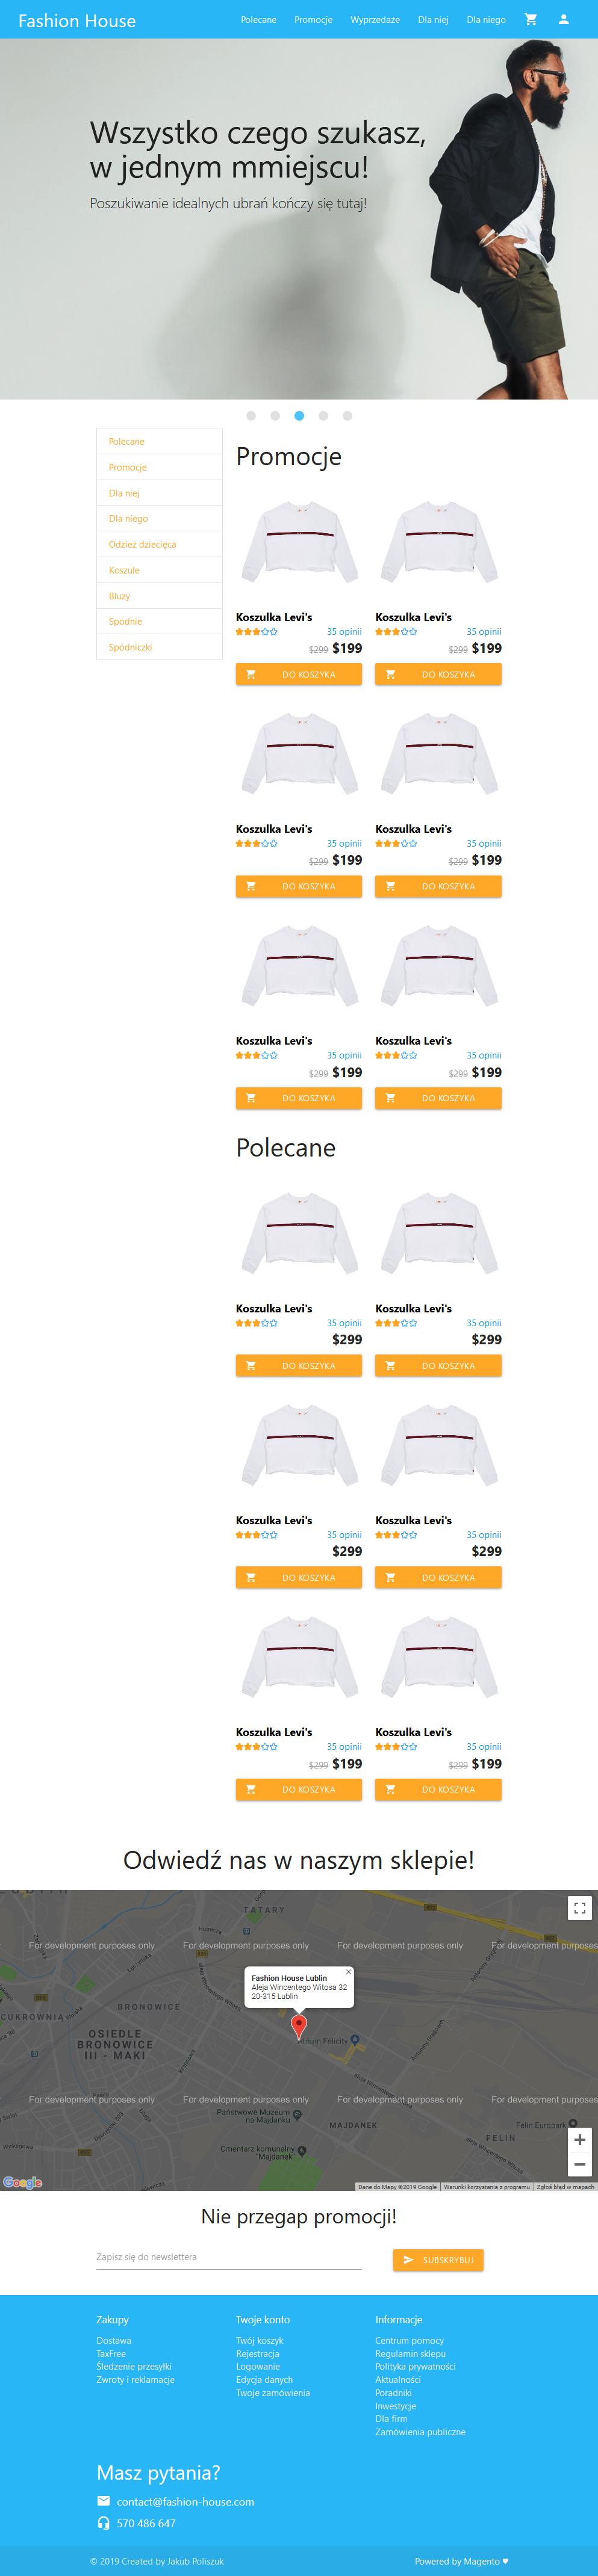 Fashion House
Polecane Promocje Wyprzedaże Dla niej Dla niego
Wszystko czego szukasz,
w jednym mmiejscu!
Poszukiwanie idealnych ubrań kończy się tutaj!
Polecane
Promocje
Dla niej
Dla niego
Odzież dziecięca
Koszule
Bluzy
Spodnie
Spódniczki
Promocje
Koszulka Levi's Koszulka Levi's
35 opinii 35 opinii
$299 $199 $299 $199
DO KOSZYKA DO KOSZYKA
Koszulka Levi's Koszulka Levi's
35 opinii 35 opinii
$299 $199 $299 $199
DO KOSZYKA DO KOSZYKA
Koszulka Levi's Koszulka Levi's
35 opinii 35 opinii
$299 $199 $299 $199
DO KOSZYKA DO KOSZYKA
Polecane
Koszulka Levi's Koszulka Levi's
35 opinii 35 opinii
$299 $299
DO KOSZYKA DO KOSZYKA
Koszulka Levi's Koszulka Levi's
35 opinii 35 opinii
$299 $299
DO KOSZYKA DO KOSZYKA
Koszulka Levi's Koszulka Levi's
35 opinii 35 opinii
$299 $199 $299 $199
DO KOSZYKA DO KOSZYKA
Odwiedź nas w naszym sklepie!
TATARY
For development purposes only For development purposes only For development purposes only For development purposes
Fashion House Lublin
Aleja Wincentego Witosa 32
20-315 Lublin
BRONOWICE
CUKROWNIA
OSIEDLE
BRONOWICE
III - MAKI
Atrium Felicity
For development purposes only For development purposes only For development purposes only For development purposes
Państwowe Muzeum
na Majdanku
MAJDANEK
Felin Europark
FELIN
Cmentarz komunalny
"Majdanek"
Google
Dane do Mapy ©2019 Google Warunki korzystania z programu Zgłoś błąd w mapach
Nie przegap promocji!
Zapisz się do newslettera
SUBSKRYBUJ
Zakupy
Dostawa
TaxFree
Śledzenie przesyłki
Zwroty i reklamacje
Twoje konto
Twój koszyk
Rejestracja
Logowanie
Edycja danych
Twoje zamówienia
Informacje
Centrum pomocy
Regulamin sklepu
Polityka prywatności
Aktualności
Poradniki
Inwestycje
Dla firm
Zamówienia publiczne
Masz pytania?
contact@fashion-house.com
570 486 647
© 2019 Created by Jakub Poliszuk
Powered by Magento ♥